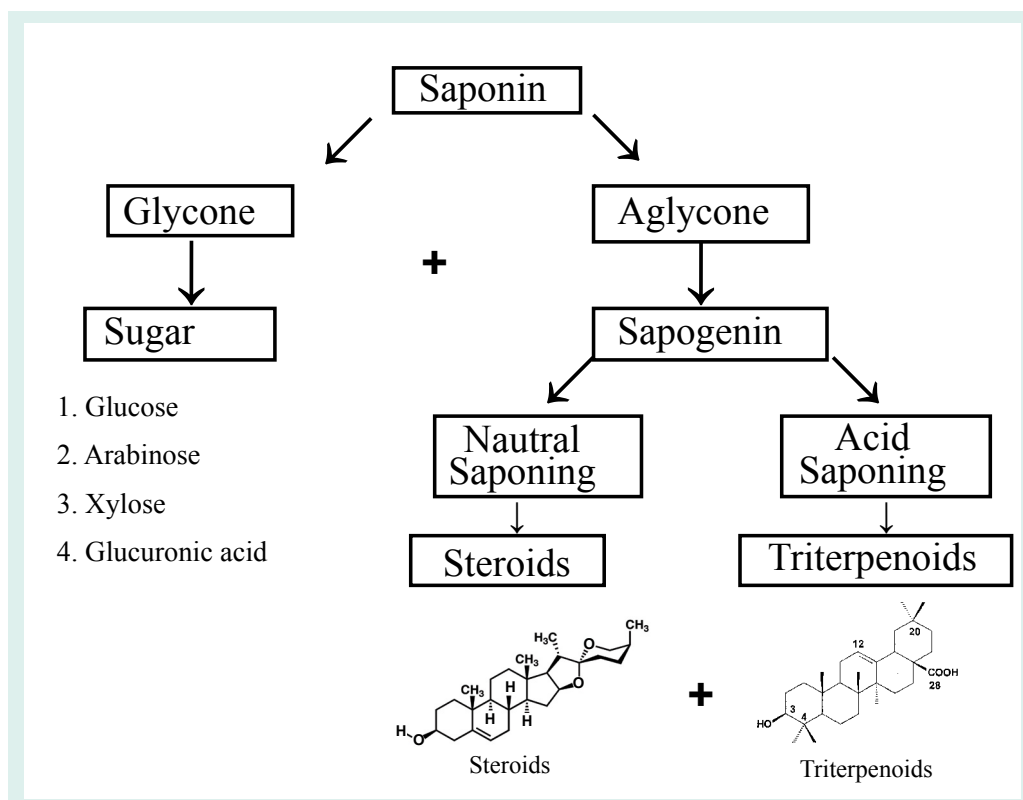 Saponin
Glycone
Aglycone
+
Sugar
Sapogenin
1. Glucose
2. Arabinose
3. Xylose
4. Glucuronic acid
Nautral
Saponing
Acid
Saponing
Steroids
Triterpenoids
H₃C
CH₃
CH₃
O
O
CH₃
H
H
H
H
O
Steroids
+
20
12
COOH
28
3
4
HO
Triterpenoids